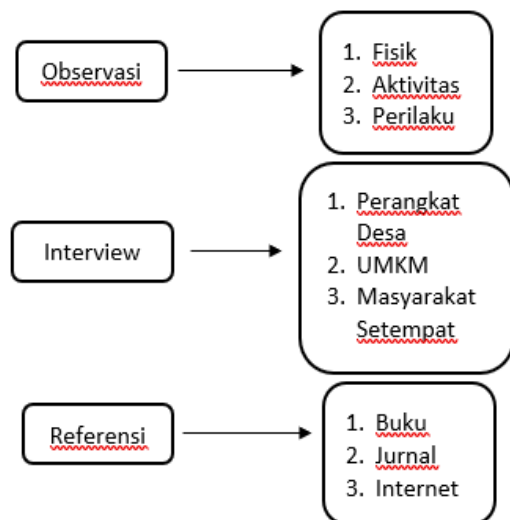 Observasi
1. Fisik
2. Aktivitas
3. Perilaku
Interview
1. Perangkat
Desa
2. UMKM
3. Masyarakat
Setempat
Referensi
1. Buku
2. Jurnal
3. Internet